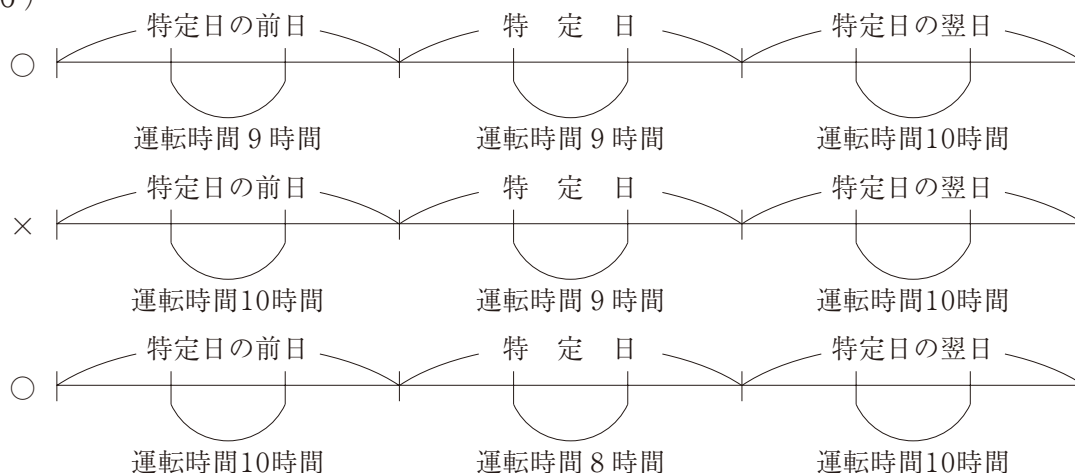 特定日の前日 特 定 日 特定日の翌日
○
運転時間9時間 運転時間9時間 運転時間10時間
特定日の前日 特 定 日 特定日の翌日
×
運転時間10時間 運転時間9時間 運転時間10時間
特定日の前日 特 定 日 特定日の翌日
○
運転時間10時間 運転時間8時間 運転時間10時間